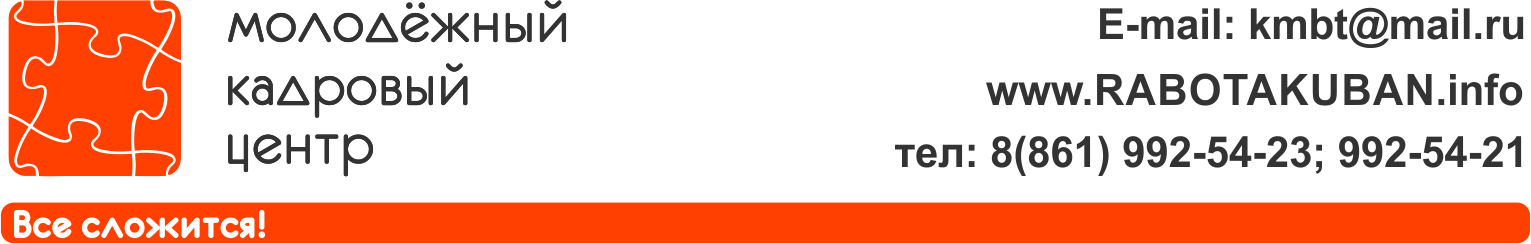 молодёжный
кадровый
центр
E-mail: kmbt@mail.ru
www.RABOTAKUBAN.info
тел: 8(861) 992-54-23; 992-54-21
Все сложится!